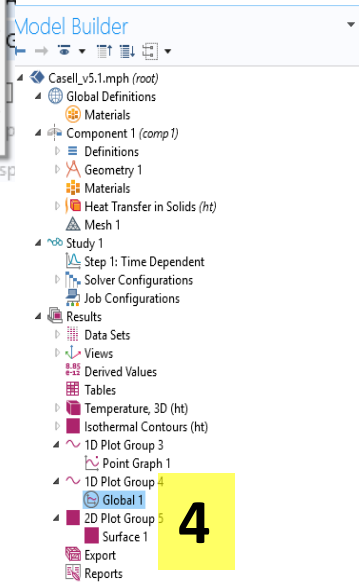 Model Builder
Casell_v5.1.mph (root)
Global Definitions
Materials
Component 1 (comp1)
Definitions
Geometry 1
Materials
Heat Transfer in Solids (ht)
Mesh 1
Study 1
Step 1: Time Dependent
Solver Configurations
Job Configurations
Results
Data Sets
Views
8.85
e-12
Derived Values
Tables
Temperature, 3D (ht)
Isothermal Contours (ht)
1D Plot Group 3
Point Graph 1
1D Plot Group 4
Global 1
2D Plot Group 5
Surface 1
Export
Reports
4